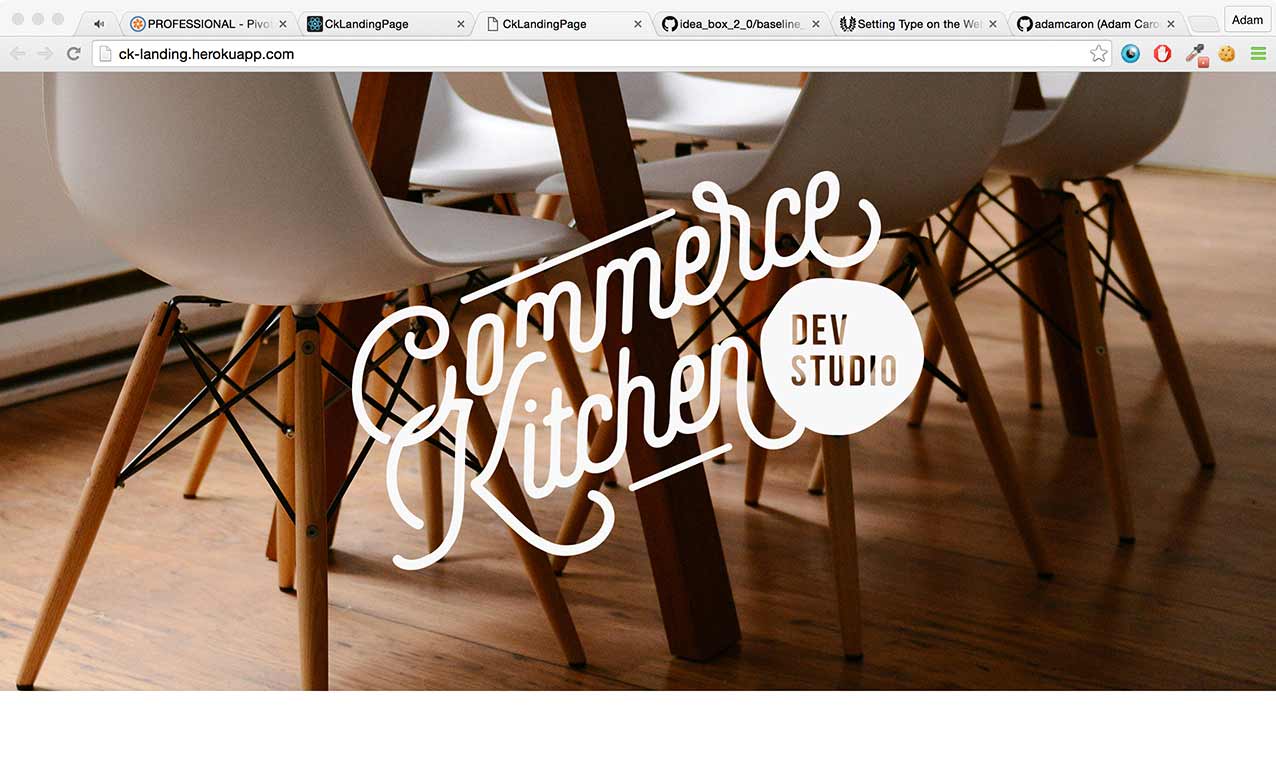 PROFESSIONAL - Pivot
CkLandingPage
CkLandingPage
idea_box_2_0/baseline_
Setting Type on the We
adamcaron (Adam Caro
Adam
ck-landing.herokuapp.com
Commerce
Kitchen
DEV
STUDIO